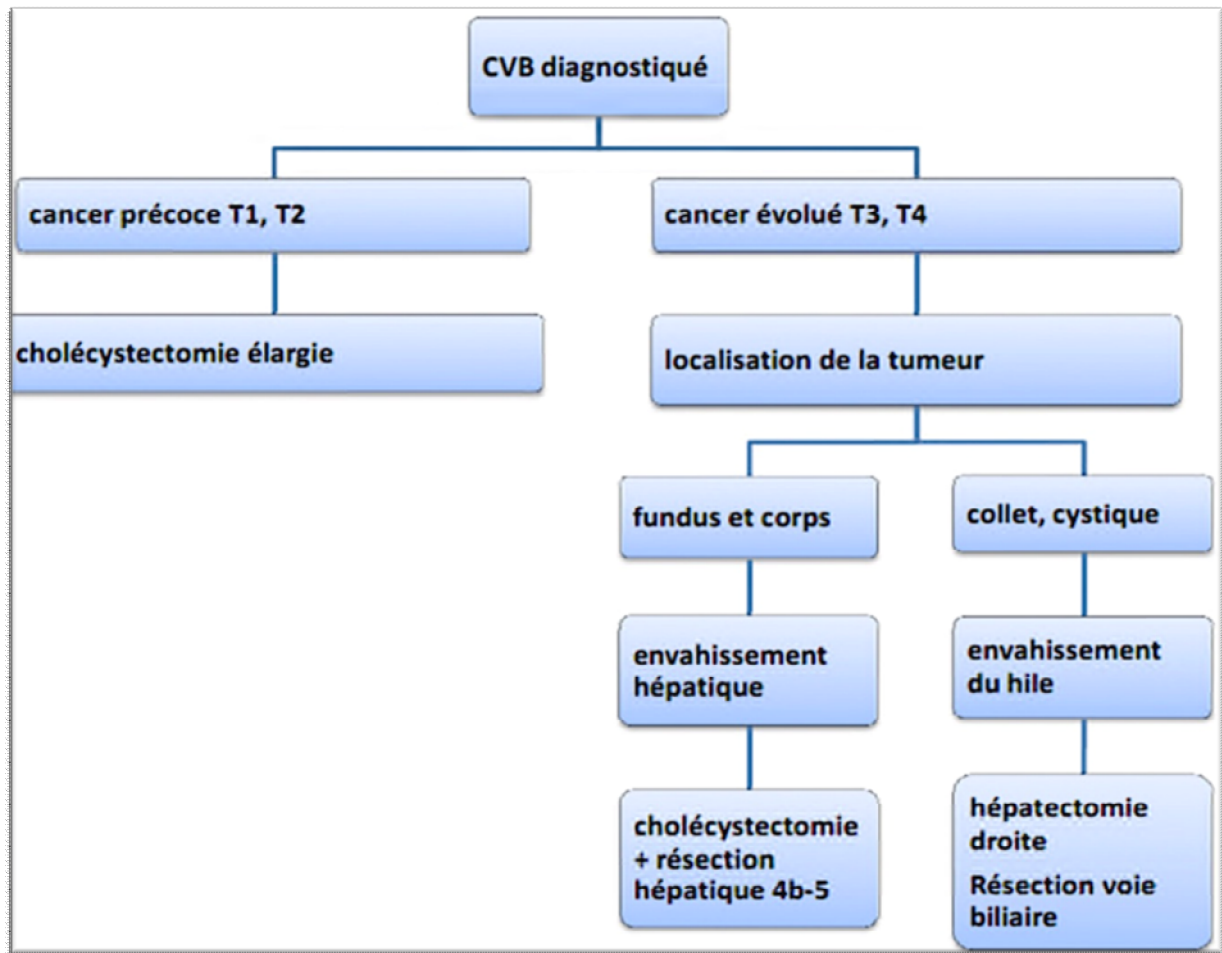 CVB diagnostiqué
cancer précoce T1, T2
cancer évolué T3, T4
cholécystectomie élargie
localisation de la tumeur
fundus et corps
collet, cystique
envahissement
hépatique
envahissement
du hile
cholécystectomie
+ résection
hépatique 4b-5
hépatectomie
droite
Résection voie
biliaire